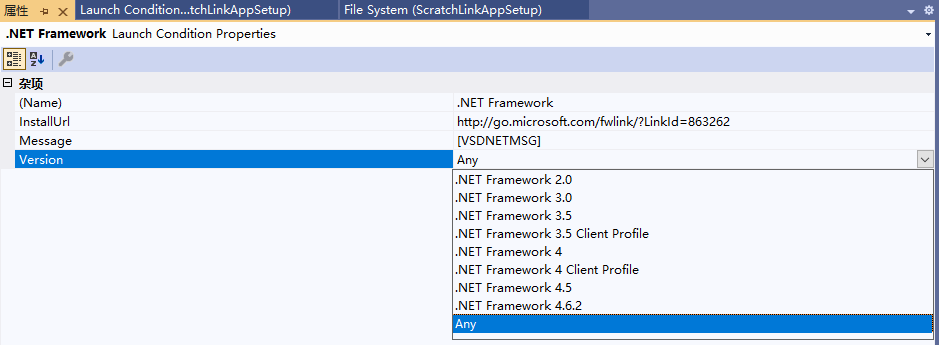 属性
Launch Condition...tchLinkAppSetup)
File System (ScratchLinkAppSetup)
.NET Framework Launch Condition Properties
杂项
(Name) .NET Framework
InstallUrl http://go.microsoft.com/fwlink/?LinkId=863262
Message [VSDNETMSG]
Version Any
.NET Framework 2.0
.NET Framework 3.0
.NET Framework 3.5
.NET Framework 3.5 Client Profile
.NET Framework 4
.NET Framework 4 Client Profile
.NET Framework 4.5
.NET Framework 4.6.2
Any